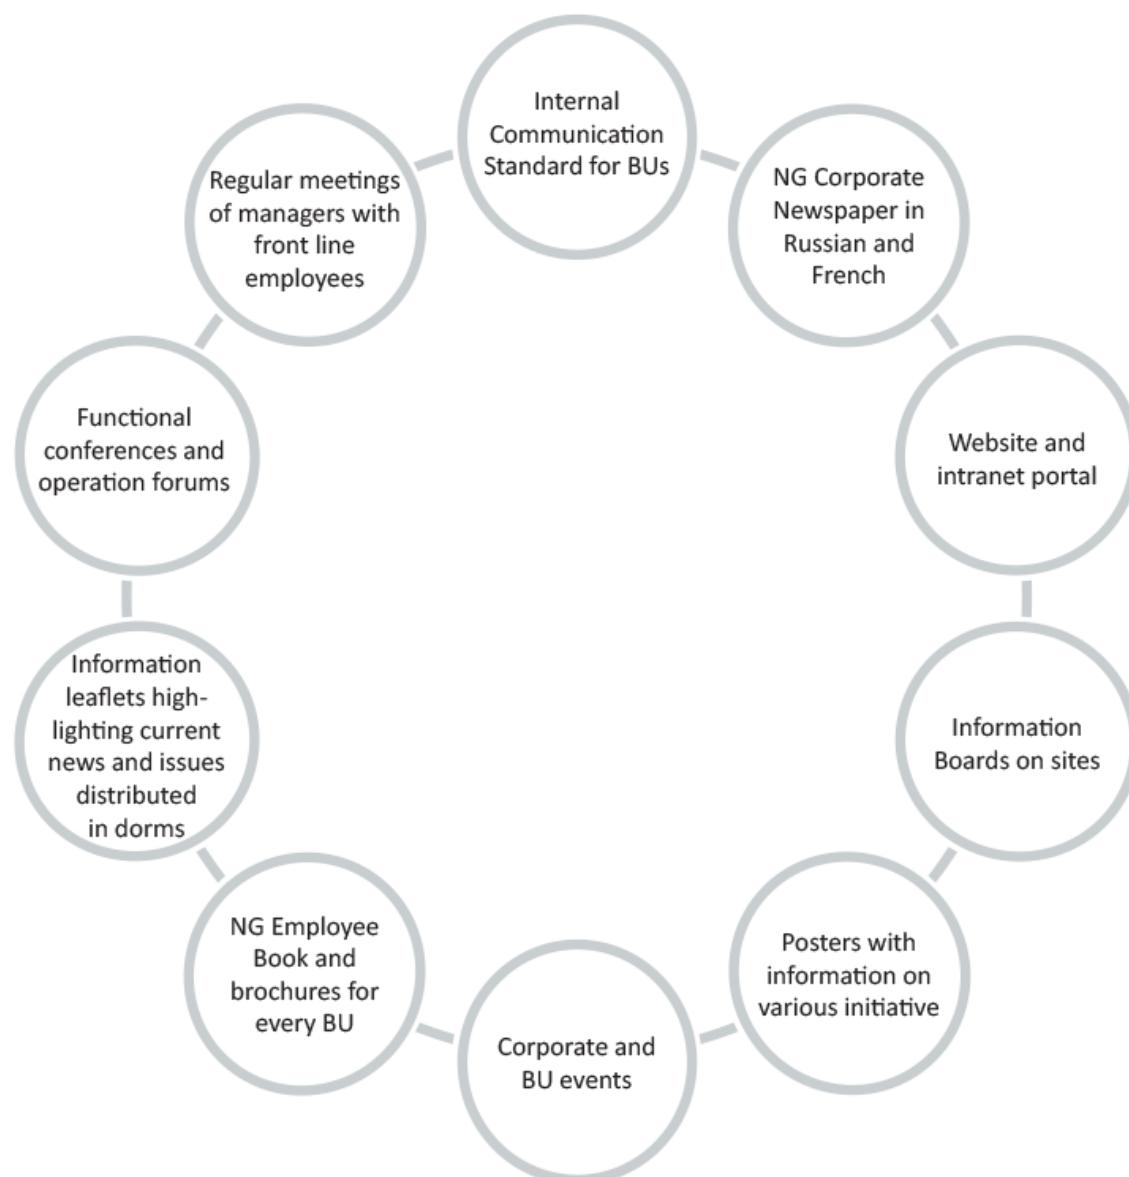 Internal
Communication
Standard for BUs
NG Corporate
Newspaper in
Russian and
French
Website and
intranet portal
Information
Boards on sites
Posters with
information on
various initiative
Corporate and
BU events
NG Employee
Book and
brochures for
every BU
Information
leaflets high-
lighting current
news and issues
distributed
in dorms
Functional
conferences and
operation forums
Regular meetings
of managers with
front line
employees